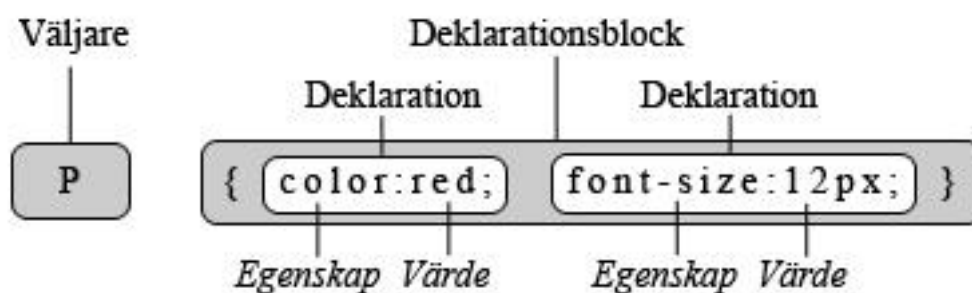 Väljare Deklarationsblock
Deklaration Deklaration
P { color:red; font-size:12px; }
Egenskap Värde Egenskap Värde